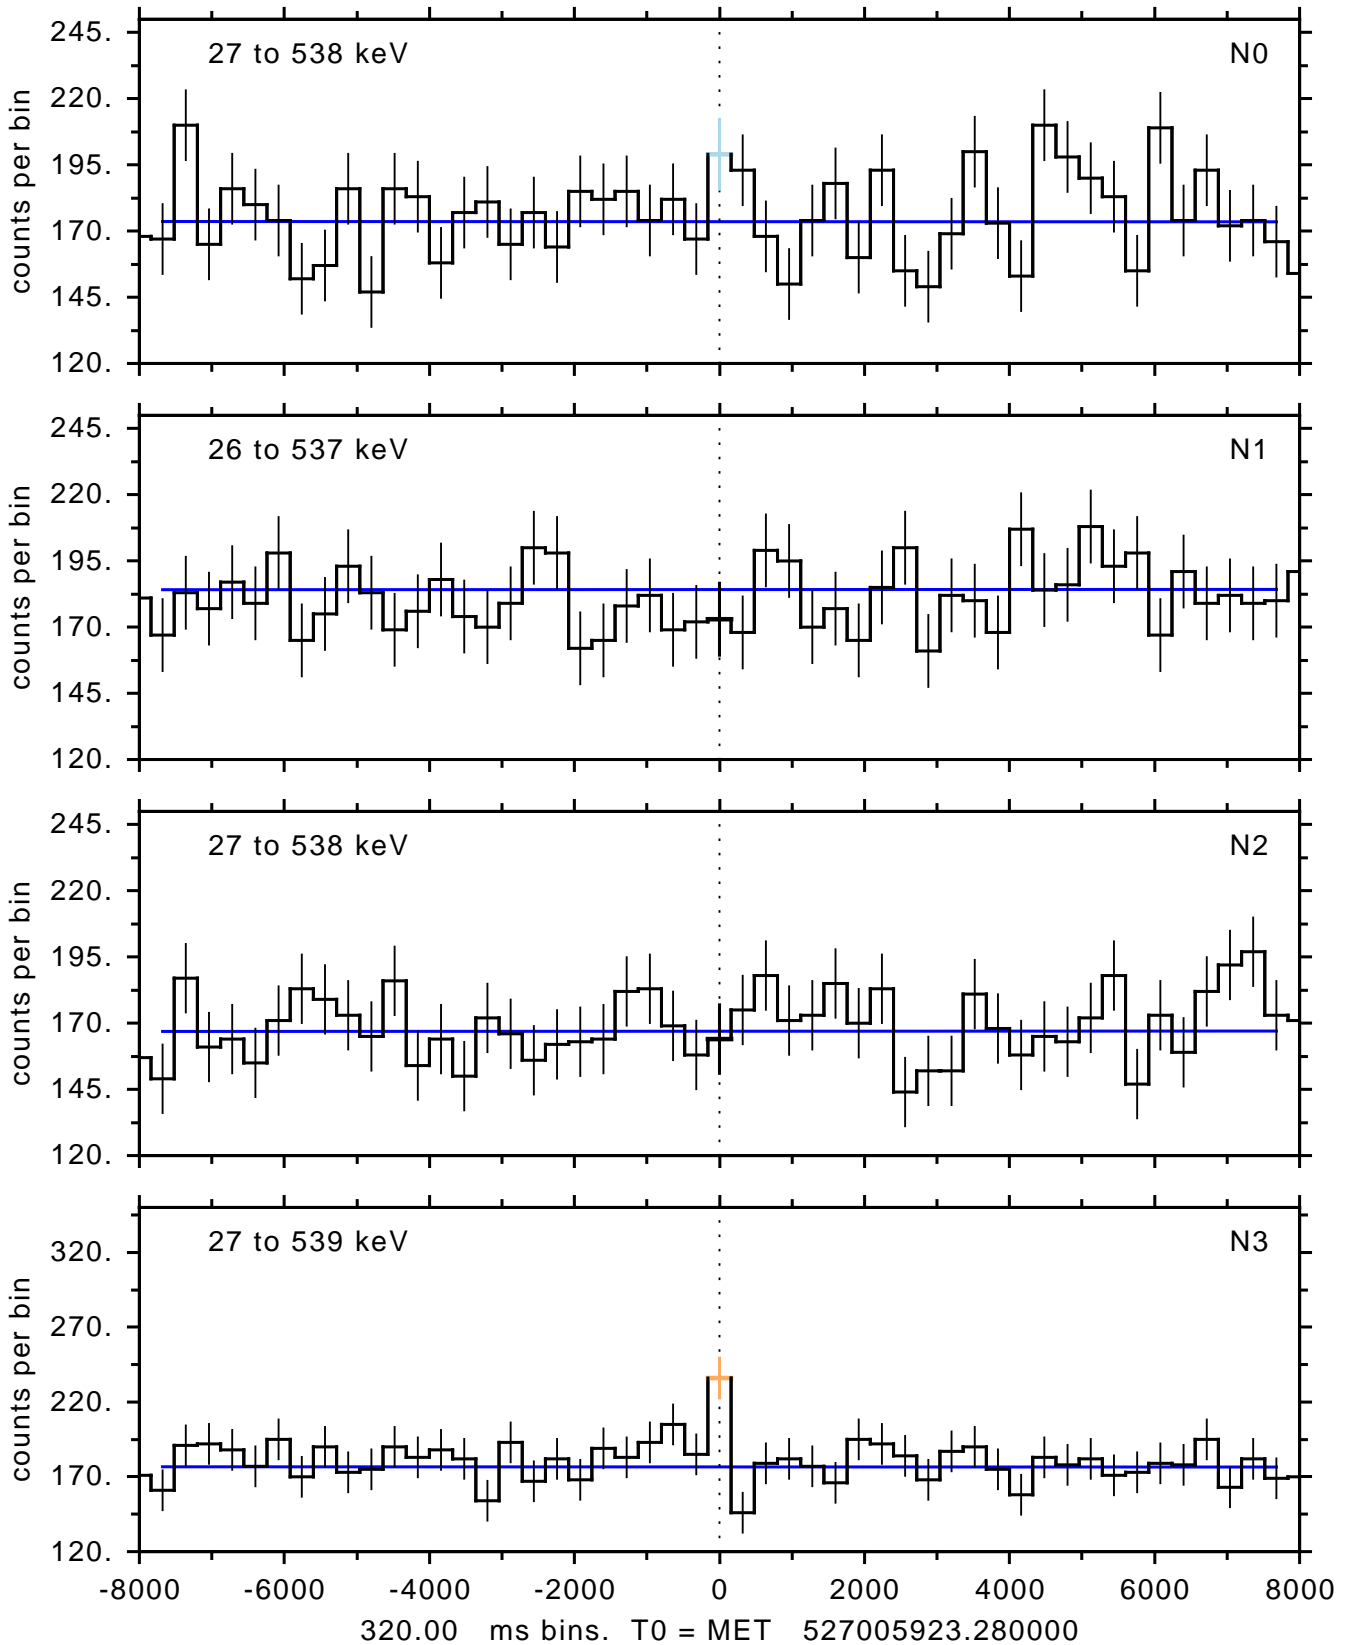 27 to 538 keV N0
245.
220.
195.
170.
145.
120.
counts per bin
26 to 537 keV N1
245.
220.
195.
170.
145.
120.
counts per bin
27 to 538 keV N2
245.
220.
195.
170.
145.
120.
counts per bin
27 to 539 keV N3
320.
270.
220.
170.
120.
counts per bin
-8000 -6000 -4000 -2000 0 2000 4000 6000 8000
320.00 ms bins. T0 = MET 527005923.280000